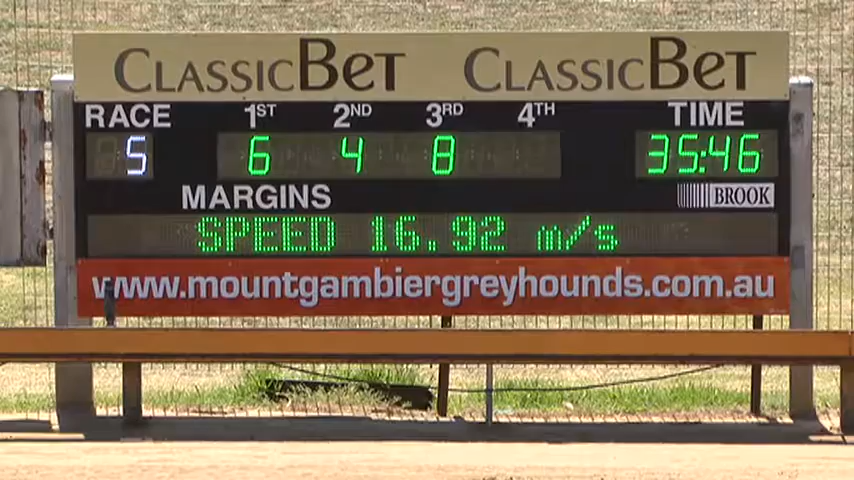 CLASSICBET CLASSICBET
RACE 1ST 2ND 3RD 4TH TIME
5 6 4 8 35:46
MARGINS BROOK
SPEED 16.92 m/s
www.mountgambiergreyhounds.com.au